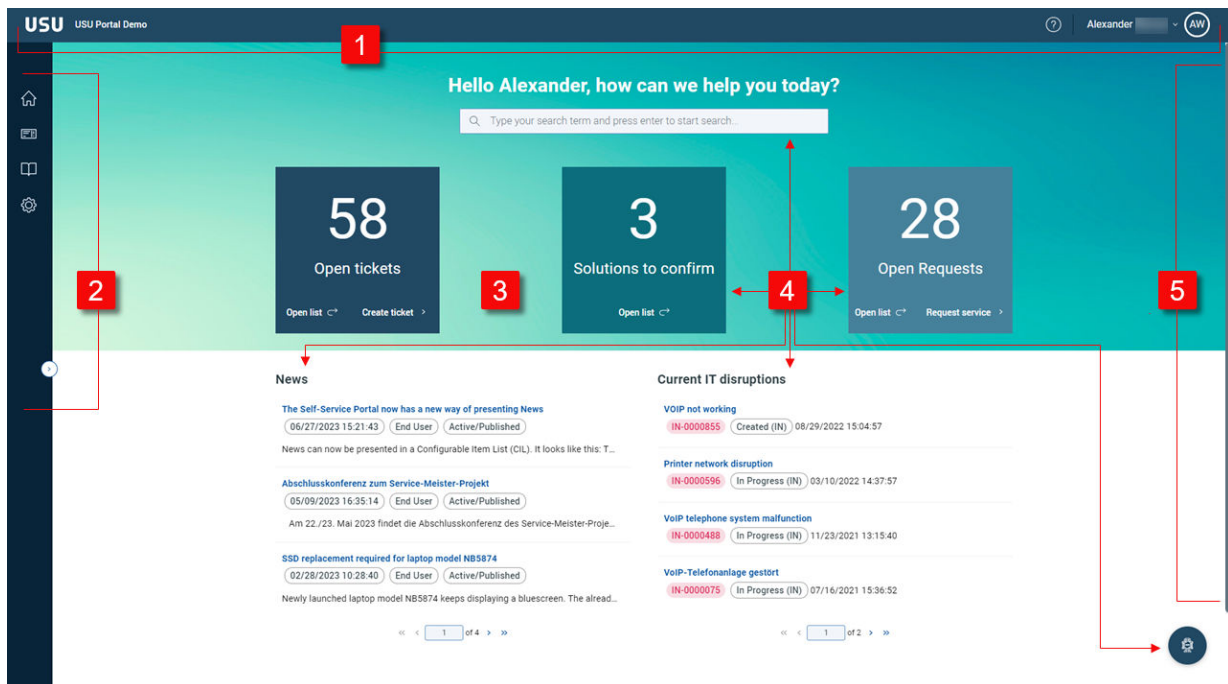 USU USU Portal Demo
? Alexander AW
1
Hello Alexander, how can we help you today?
Type your search term and press enter to start search...
58
Open tickets
Open list Create ticket
3
Solutions to confirm
Open list
28
Open Requests
Open list Request service
2
3
4
5
News
The Self-Service Portal now has a new way of presenting News
06/27/2023 15:21:43 End User Active/Published
News can now be presented in a Configurable Item List (CIL). It looks like this: T...
Abschlusskonferenz zum Service-Meister-Projekt
05/09/2023 16:35:14 End User Active/Published
Am 22./23. Mai 2023 findet die Abschlusskonferenz des Service-Meister-Proje...
SSD replacement required for laptop model NB5874
02/28/2023 10:28:40 End User Active/Published
Newly launched laptop model NB5874 keeps displaying a bluescreen. The alread...
« ‹ 1 of 4 › »
Current IT disruptions
VOIP not working
IN-0000855 Created (IN) 08/29/2022 15:04:57
Printer network disruption
IN-0000596 In Progress (IN) 03/10/2022 14:37:57
VoIP telephone system malfunction
IN-0000488 In Progress (IN) 11/23/2021 13:15:40
VoIP-Telefonanlage gestört
IN-0000075 In Progress (IN) 07/16/2021 15:36:52
« ‹ 1 of 2 › »